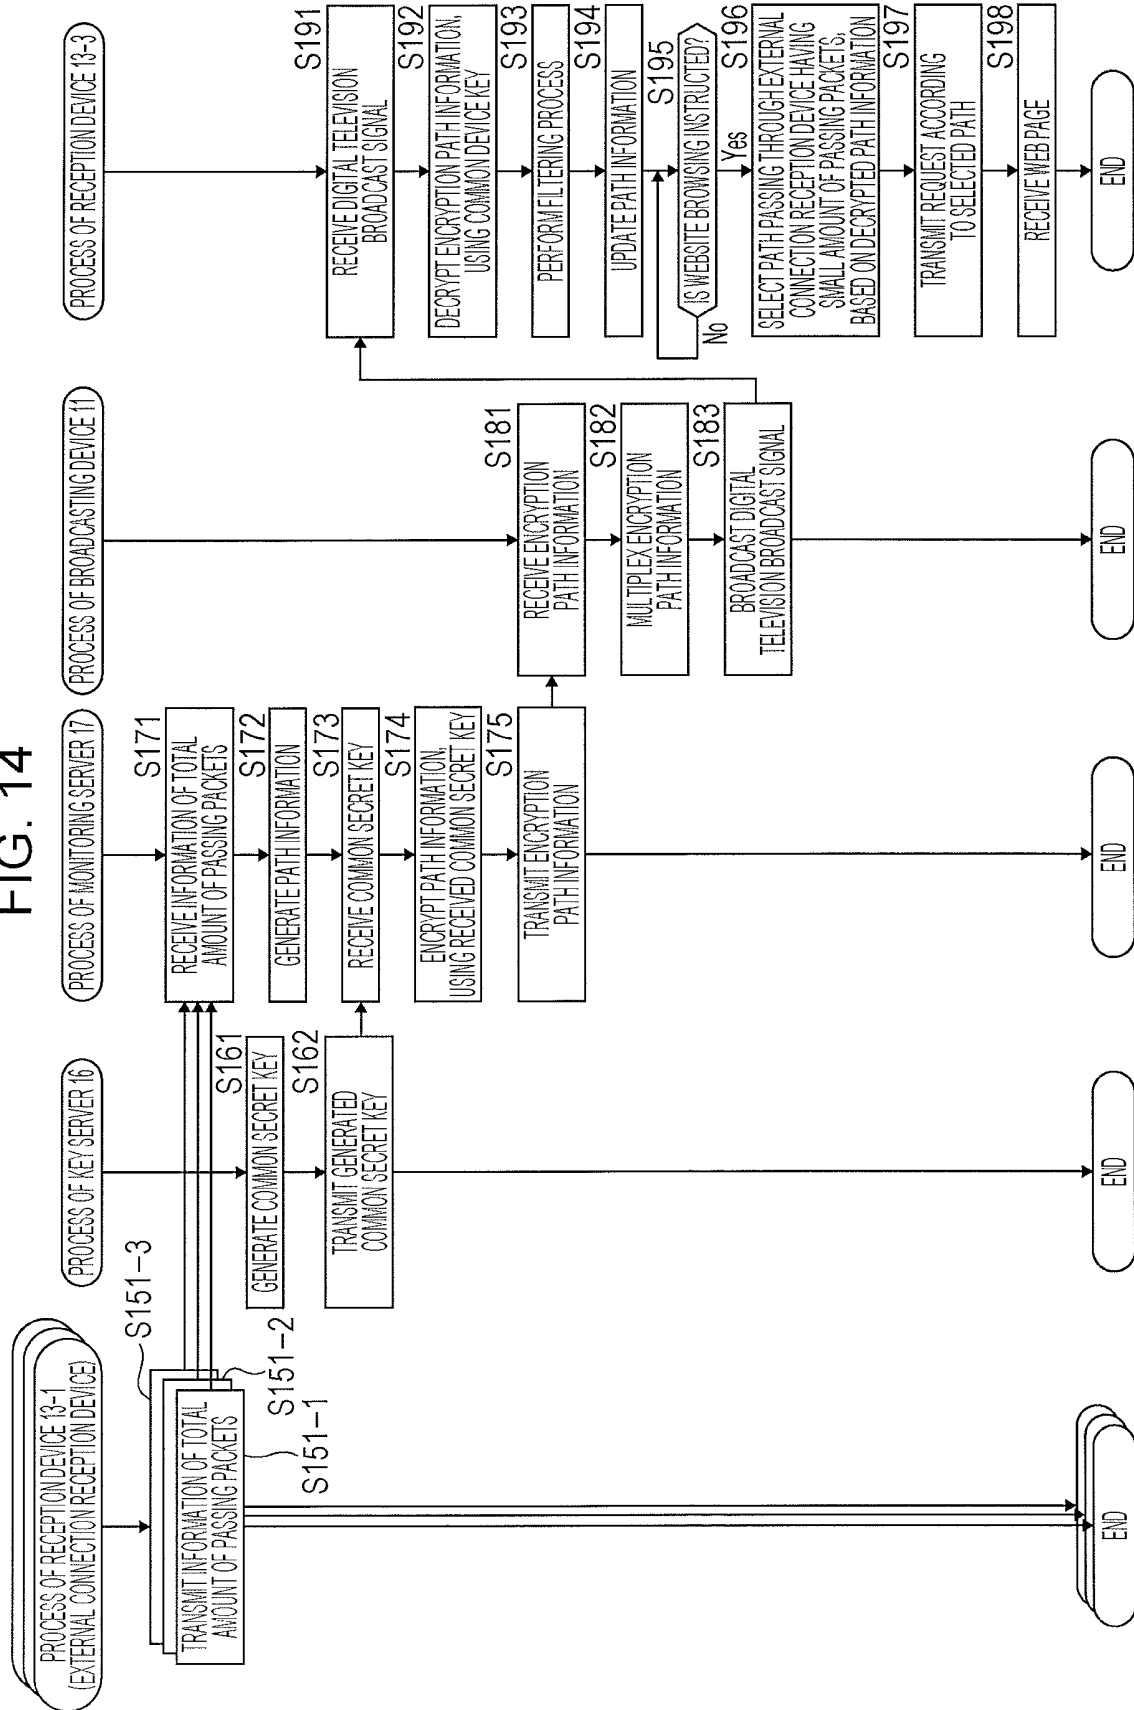 FIG. 14
PROCESS OF RECEPTION DEVICE 13-1
(EXTERNAL CONNECTION RECEPTION DEVICE)
S151-3
TRANSMIT INFORMATION OF TOTAL
AMOUNT OF PASSING PACKETS
S151-2
S151-1
END
PROCESS OF KEY SERVER 16
S161
GENERATE COMMON SECRET KEY
S162
TRANSMIT GENERATED
COMMON SECRET KEY
END
PROCESS OF MONITORING SERVER 17
S171
RECEIVE INFORMATION OF TOTAL
AMOUNT OF PASSING PACKETS
S172
GENERATE PATH INFORMATION
S173
RECEIVE COMMON SECRET KEY
S174
ENCRYPT PATH INFORMATION,
USING RECEIVED COMMON SECRET KEY
S175
TRANSMIT ENCRYPTION
PATH INFORMATION
END
PROCESS OF BROADCASTING DEVICE 11
S181
RECEIVE ENCRYPTION
PATH INFORMATION
S182
MULTIPLEX ENCRYPTION
PATH INFORMATION
S183
BROADCAST DIGITAL
TELEVISION BROADCAST SIGNAL
END
PROCESS OF RECEPTION DEVICE 13-3
S191
RECEIVE DIGITAL TELEVISION
BROADCAST SIGNAL
S192
DECRYPT ENCRYPTION PATH INFORMATION,
USING COMMON DEVICE KEY
S193
PERFORM FILTERING PROCESS
S194
UPDATE PATH INFORMATION
S195
IS WEBSITE BROWSING INSTRUCTED?
No
Yes
S196
SELECT PATH PASSING THROUGH EXTERNAL
CONNECTION RECEPTION DEVICE HAVING
SMALL AMOUNT OF PASSING PACKETS,
BASED ON DECRYPTED PATH INFORMATION
S197
TRANSMIT REQUEST ACCORDING
TO SELECTED PATH
S198
RECEIVE WEB PAGE
END